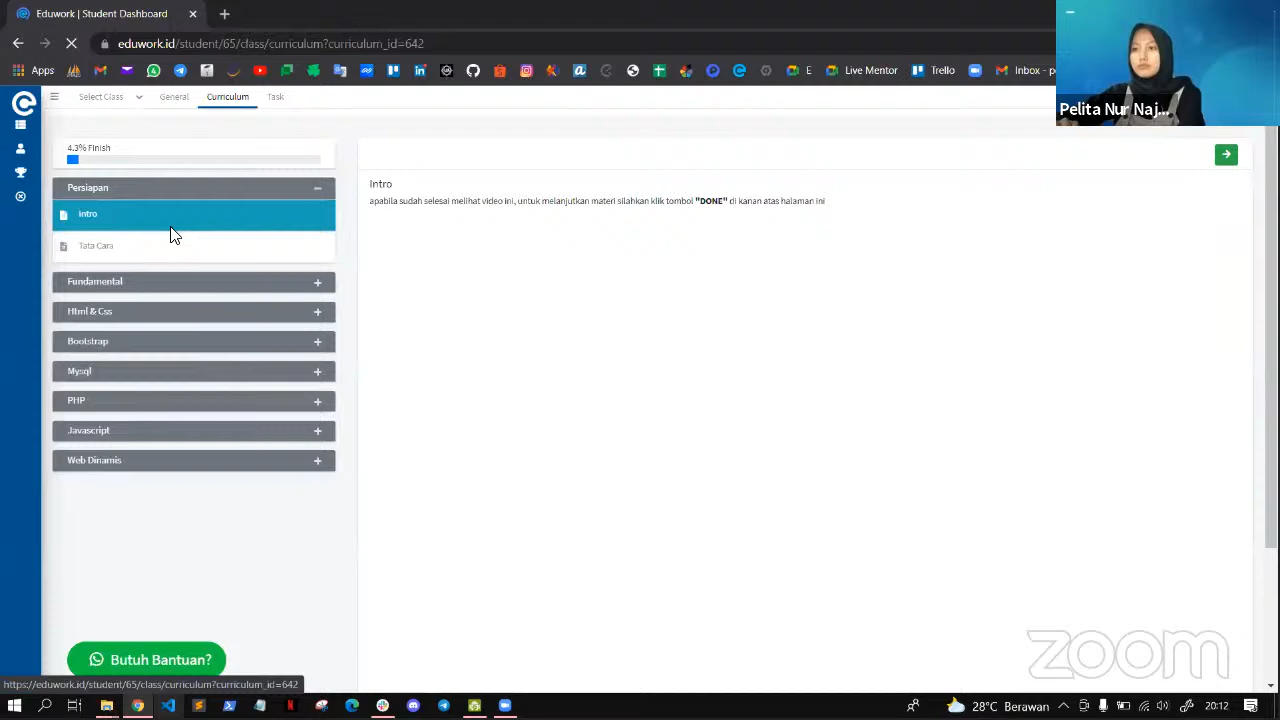 Eduwork | Student Dashboard
eduwork.id/student/65/class/curriculum?curriculum_id=642
Apps
E
Live Mentor
Trello
Inbox - p
Select Class
General
Curriculum
Task
Pelita Nur Naj...
4.3% Finish
Persiapan
Intro
Tata Cara
Fundamental
Html & Css
Bootstrap
Mysql
PHP
Javascript
Web Dinamis
Intro
apabila sudah selesai melihat video ini, untuk melanjutkan materi silahkan klik tombol "DONE" di kanan atas halaman ini
Butuh Bantuan?
zoom
https://eduwork.id/student/65/class/curriculum?curriculum_id=642
28°C Berawan
20:12